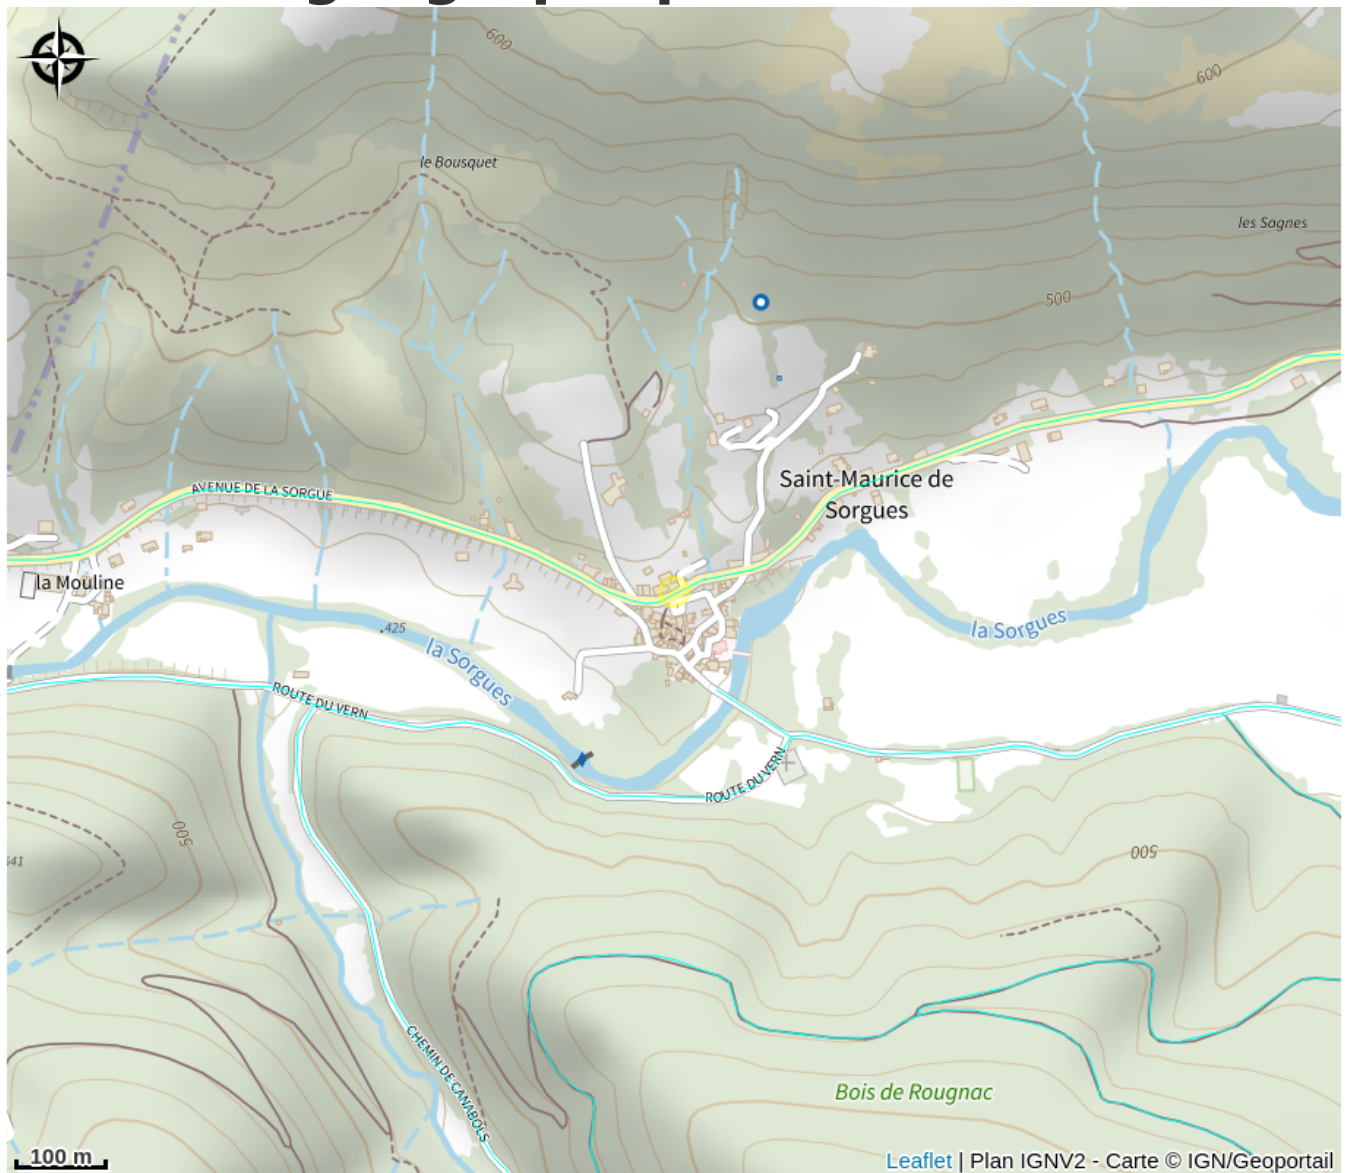 600
600
le Bousquet
les Sagnes
500
Saint-Maurice de
Sorgues
AVENUE DE LA SORGUE
la Mouline
.425
la Sorgues
la Sorgues
ROUTE DU VERN
ROUTE DU VERN
500
500
541
CHEMIN DE CANABOLS
Bois de Rougnac
100 m
Leaflet | Plan IGNV2 - Carte © IGN/Geoportail